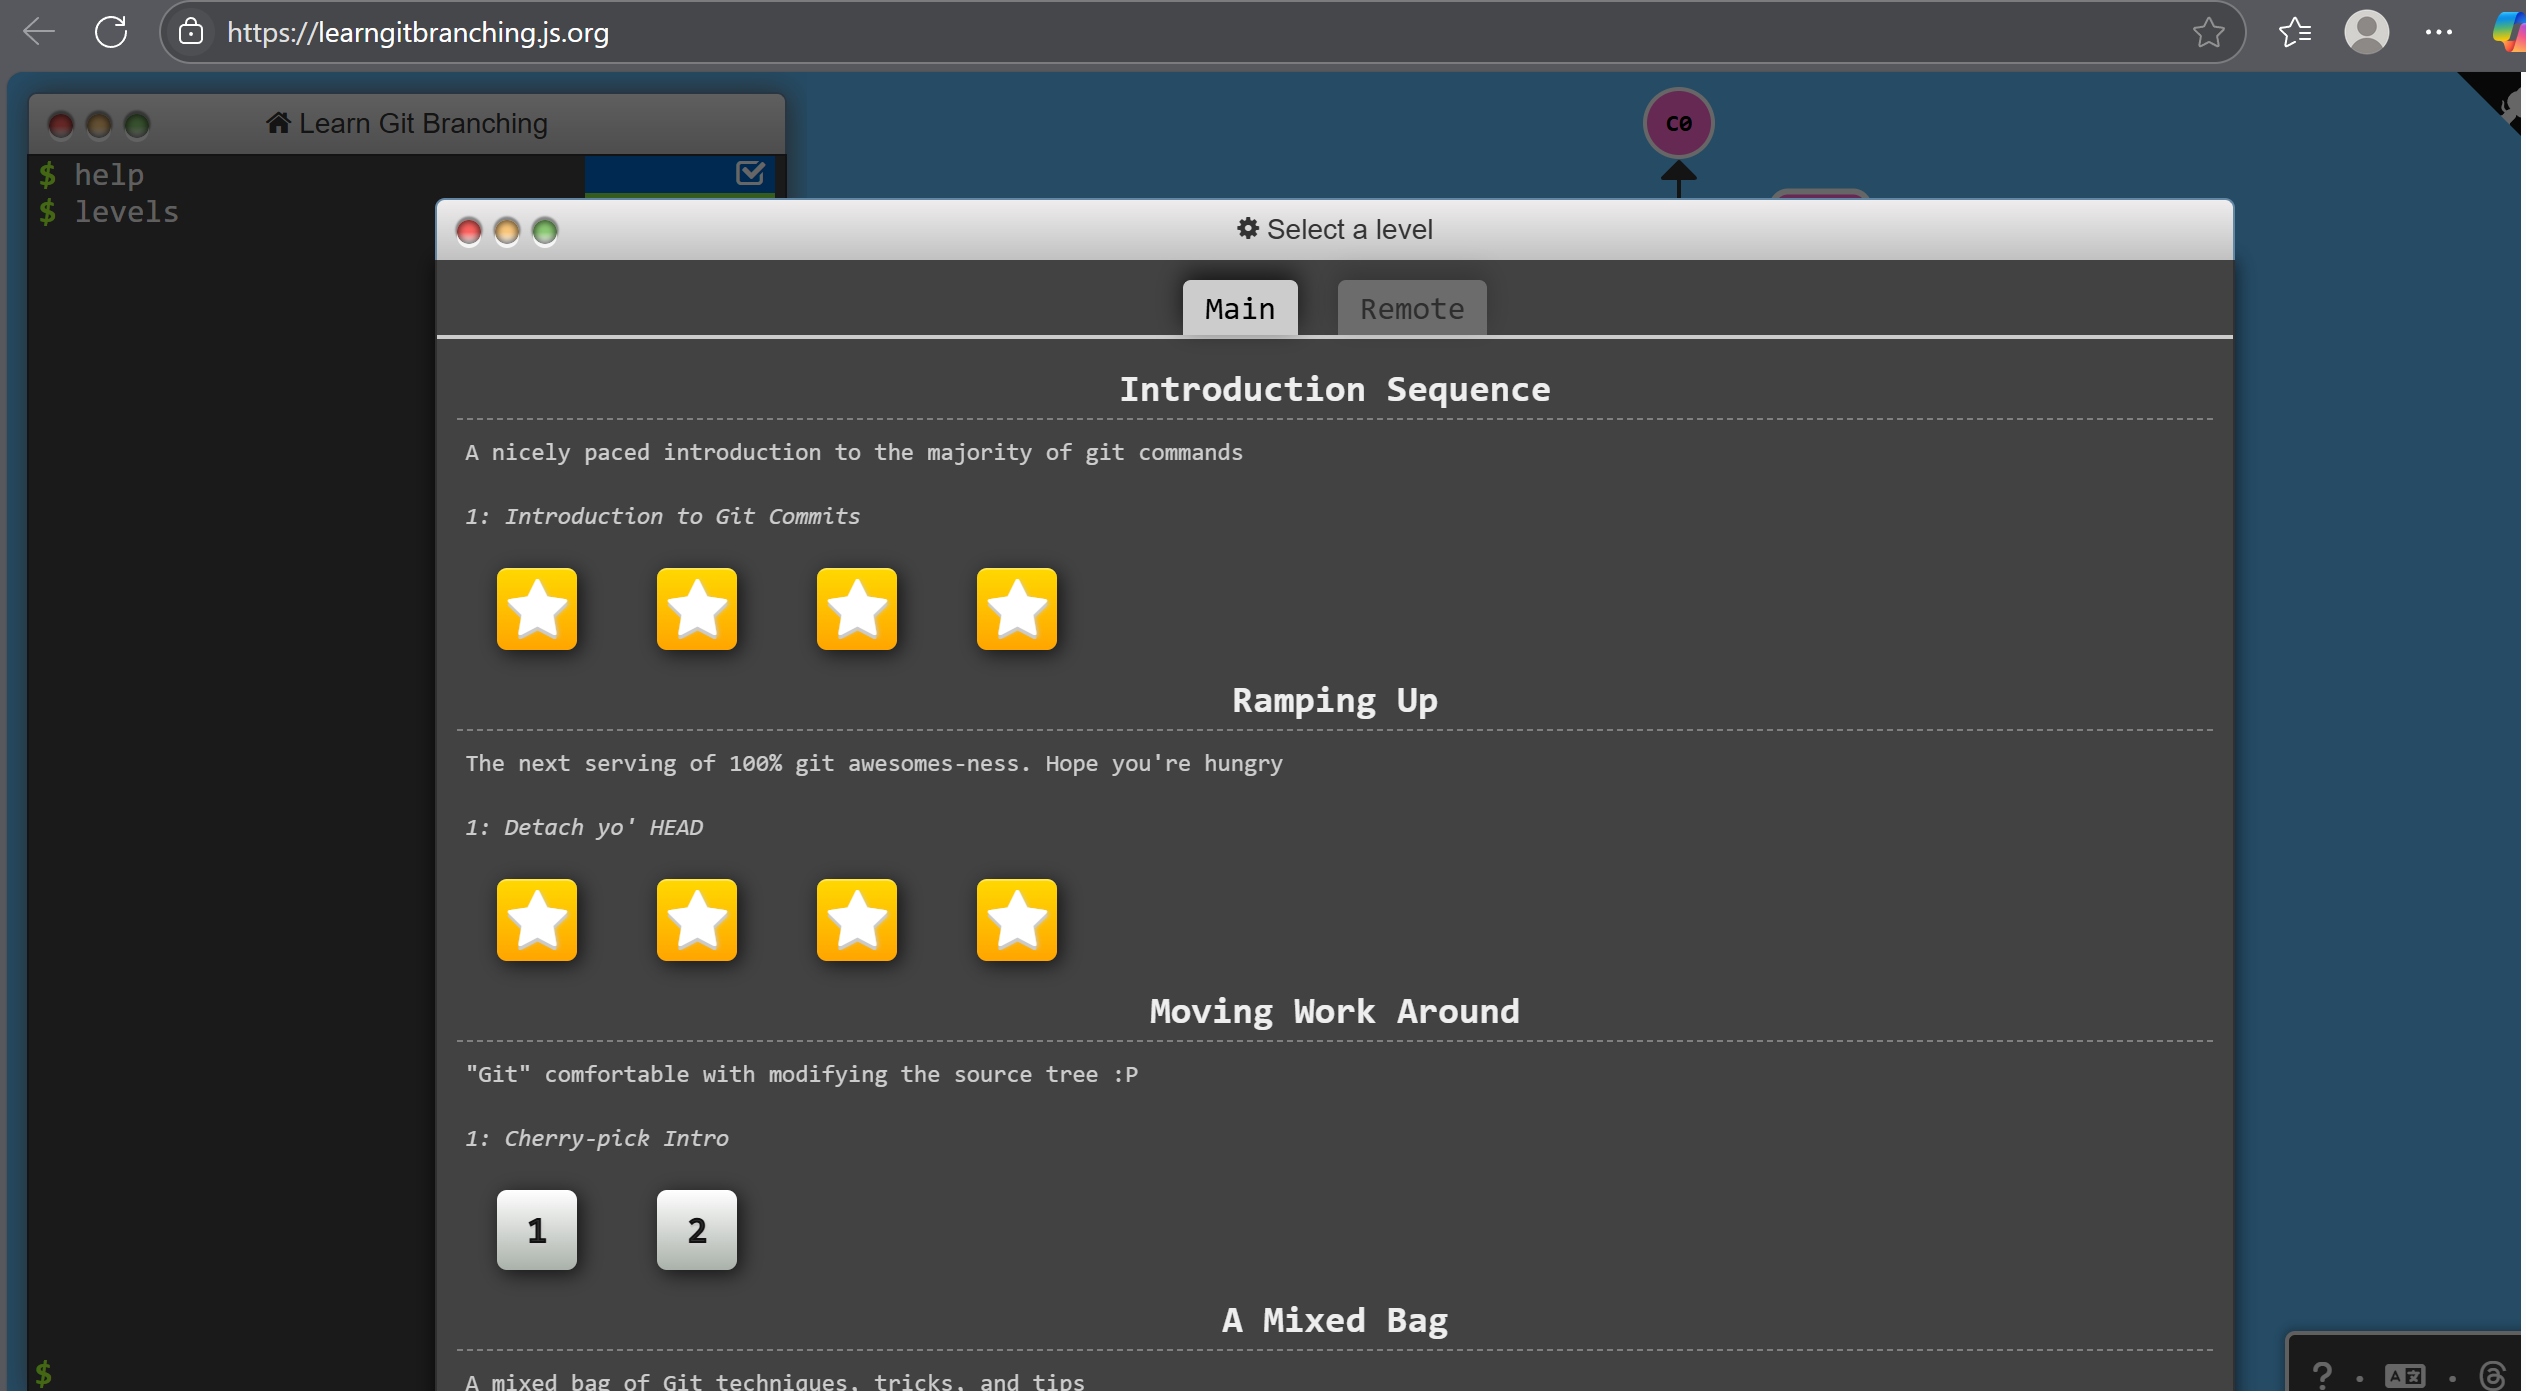 https://learngitbranching.js.org
Learn Git Branching
C0
$ help
$ levels
Select a level
Main
Remote
Introduction Sequence
A nicely paced introduction to the majority of git commands
1: Introduction to Git Commits
Ramping Up
The next serving of 100% git awesomes-ness. Hope you're hungry
1: Detach yo' HEAD
Moving Work Around
"Git" comfortable with modifying the source tree :P
1: Cherry-pick Intro
1
2
A Mixed Bag
A mixed bag of Git techniques, tricks, and tips
$